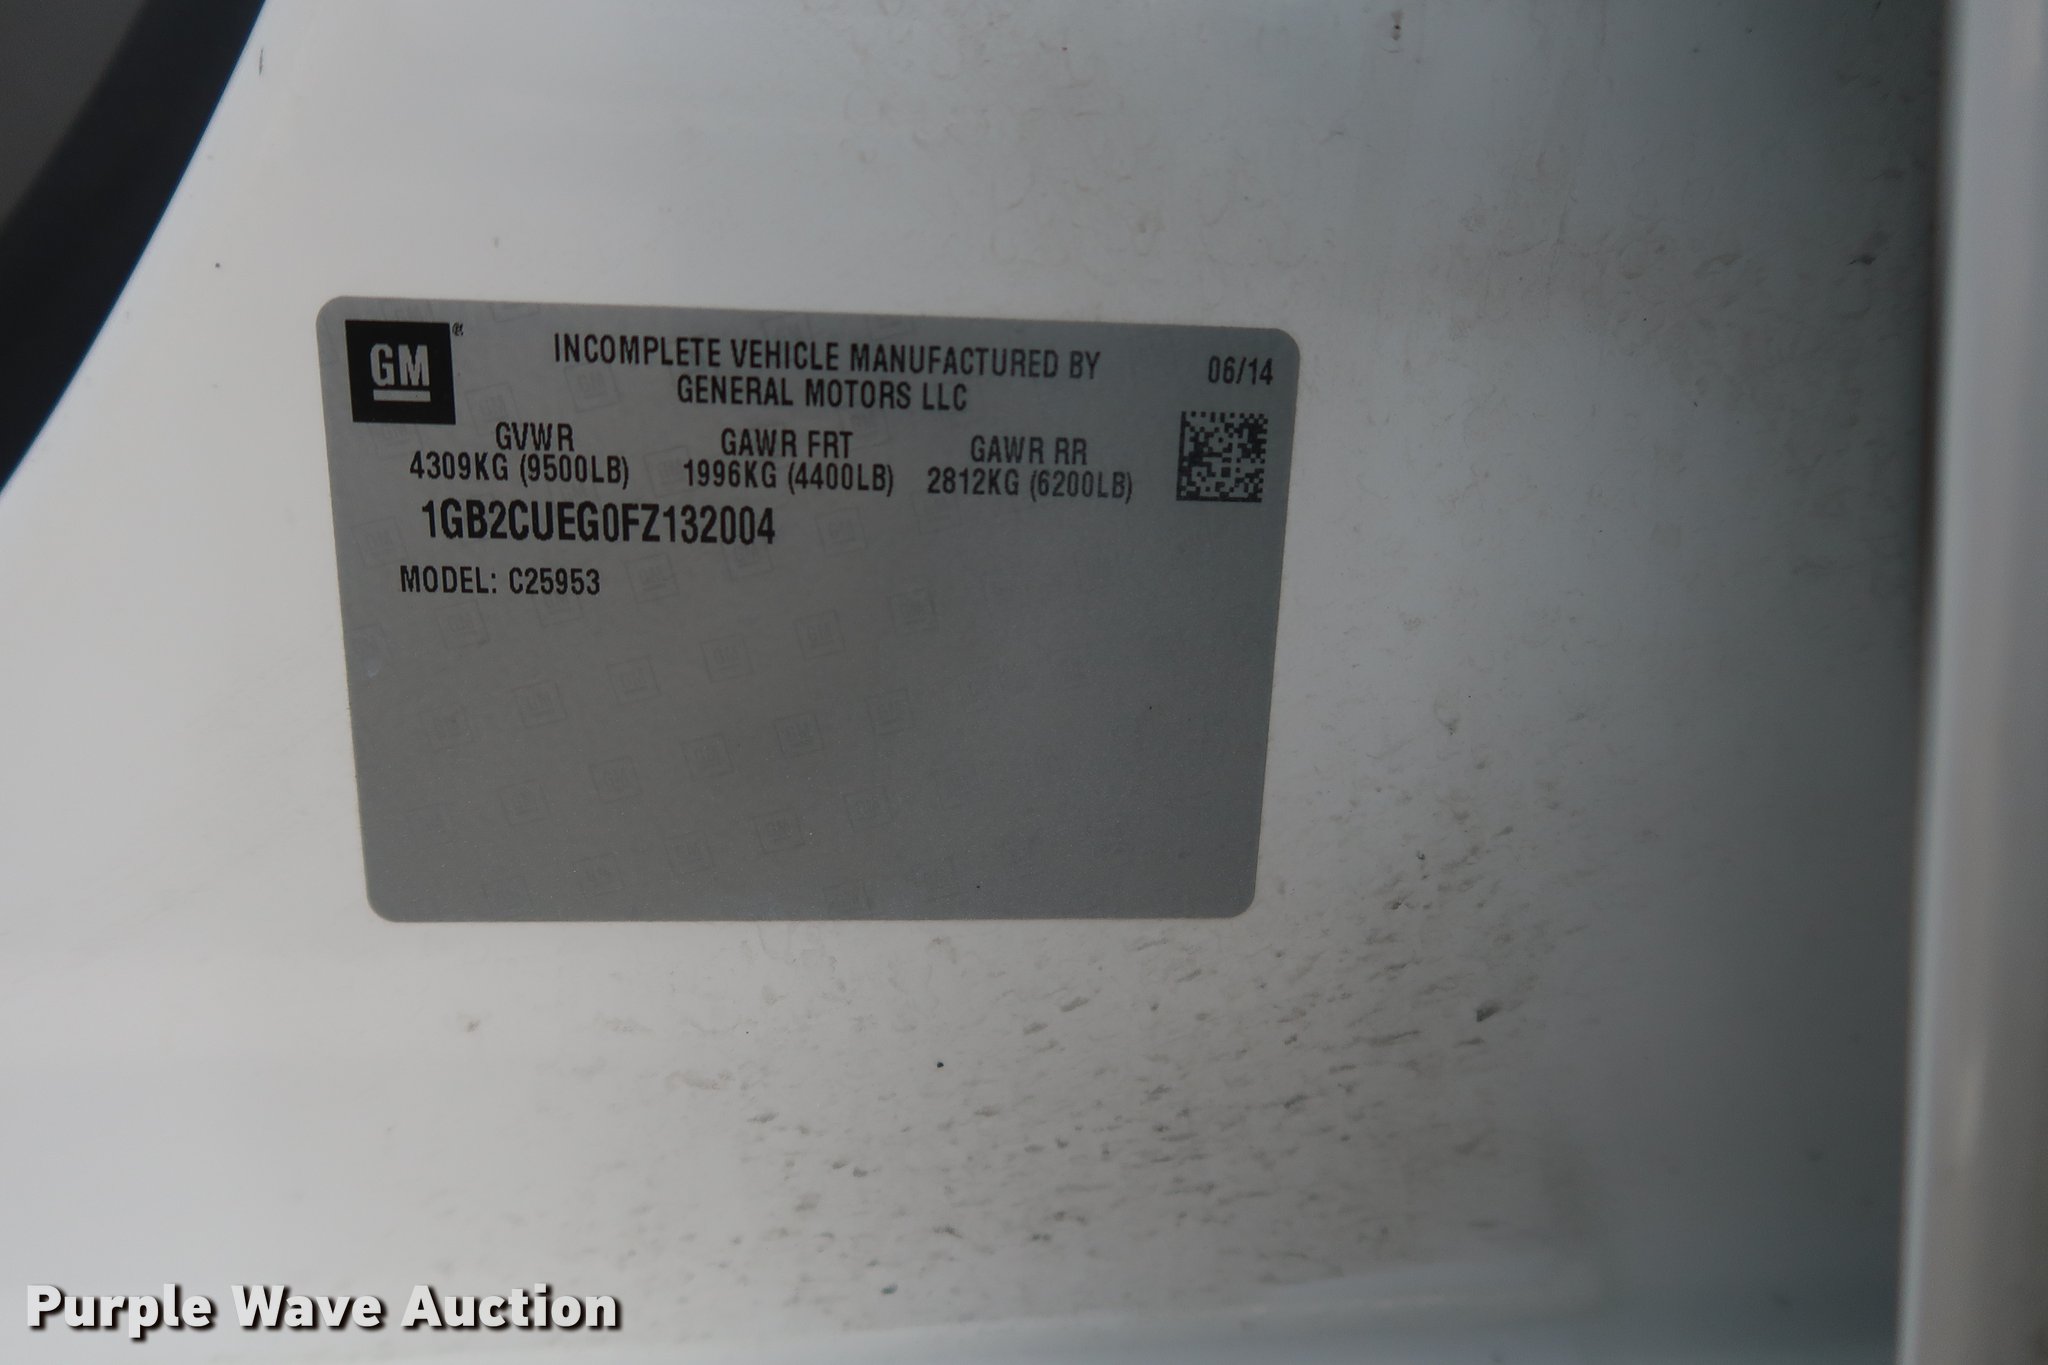 GM®
INCOMPLETE VEHICLE MANUFACTURED BY
GENERAL MOTORS LLC
06/14
GVWR GAWR FRT GAWR RR
4309KG (9500LB) 1996KG (4400LB) 2812KG (6200LB)
1GB2CUEG0FZ132004
MODEL: C25953
Purple Wave Auction